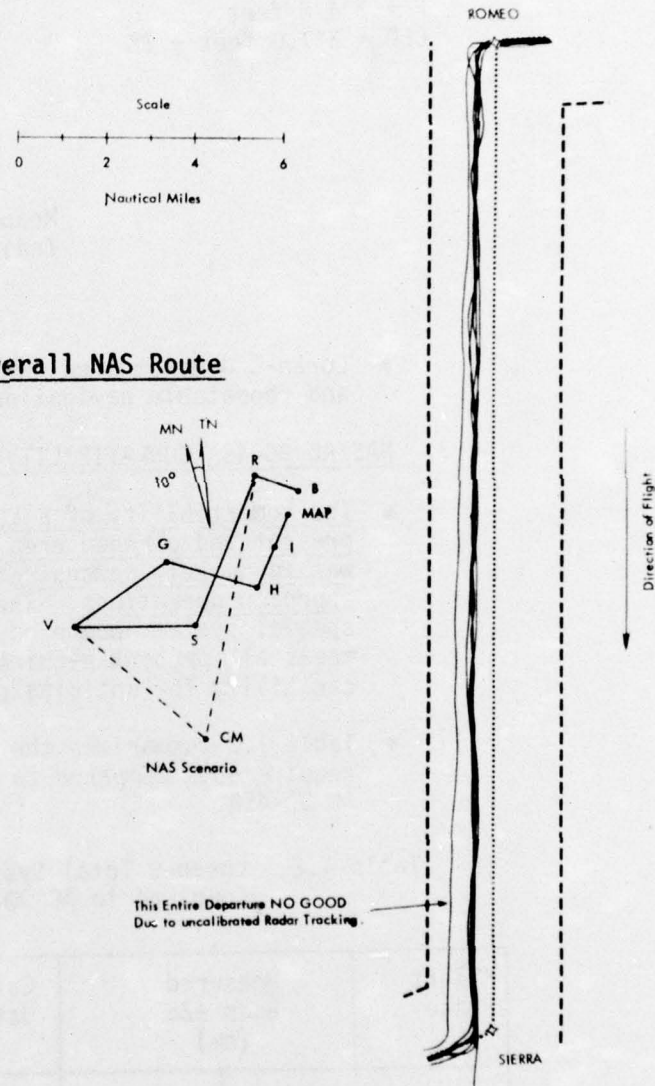 ROMEO
Scale
0 2 4 6
Nautical Miles
erall NAS Route
MN TN
10°
R
B
MAP
I
G
H
V
S
CM
NAS Scenario
Direction of Flight
This Entire Departure NO GOOD
Due to uncalibrated Radar Tracking.
SIERRA